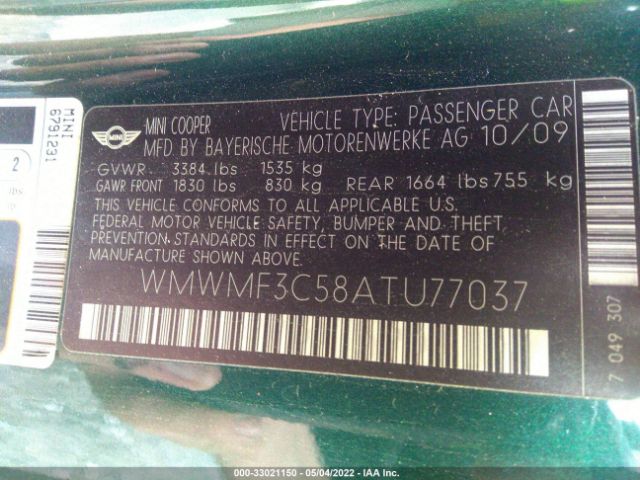 MINI
6791231
2
lbs
MINI COOPER VEHICLE TYPE: PASSENGER CAR
MFD BY BAYERISCHE MOTORENWERKE AG 10/09
GVWR 3384 lbs 1535 kg
GAWR FRONT 1830 lbs 830 kg REAR 1664 lbs 755 kg
THIS VEHICLE CONFORMS TO ALL APPLICABLE U.S.
FEDERAL MOTOR VEHICLE SAFETY, BUMPER AND THEFT
PREVENTION STANDARDS IN EFFECT ON THE DATE OF
MANUFACTURE SHOWN ABOVE.
WMWMF3C58ATU77037
7 049 307
000-33021150 - 05/04/2022 - IAA Inc.